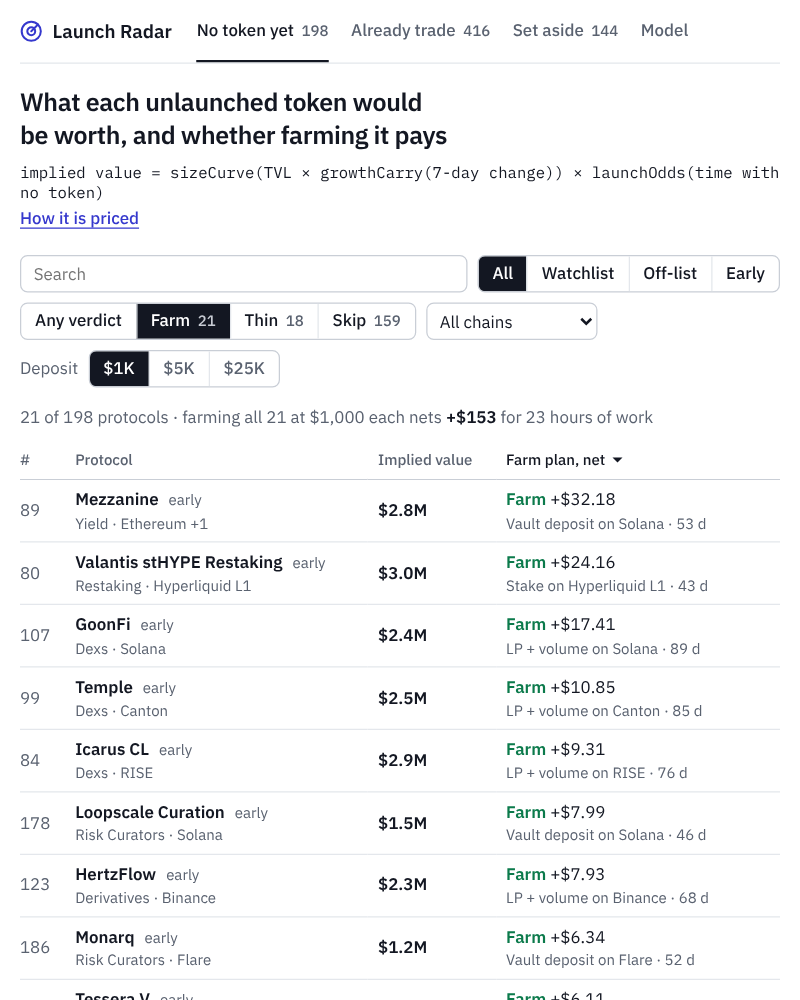 Launch Radar No token yet 198 Already trade 416 Set aside 144 Model
What each unlaunched token would
be worth, and whether farming it pays
implied value = sizeCurve(TVL × growthCarry(7-day change)) × launchOdds(time with
no token)
How it is priced
Search All Watchlist Off-list Early
Any verdict Farm 21 Thin 18 Skip 159 All chains
Deposit $1K $5K $25K
21 of 198 protocols · farming all 21 at $1,000 each nets +$153 for 23 hours of work
# Protocol Implied value Farm plan, net
89 Mezzanine early $2.8M Farm +$32.18
Yield · Ethereum +1 Vault deposit on Solana · 53 d
80 Valantis stHYPE Restaking early $3.0M Farm +$24.16
Restaking · Hyperliquid L1 Stake on Hyperliquid L1 · 43 d
107 GoonFi early $2.4M Farm +$17.41
Dexs · Solana LP + volume on Solana · 89 d
99 Temple early $2.5M Farm +$10.85
Dexs · Canton LP + volume on Canton · 85 d
84 Icarus CL early $2.9M Farm +$9.31
Dexs · RISE LP + volume on RISE · 76 d
178 Loopscale Curation early $1.5M Farm +$7.99
Risk Curators · Solana Vault deposit on Solana · 46 d
123 HertzFlow early $2.3M Farm +$7.93
Derivatives · Binance LP + volume on Binance · 68 d
186 Monarq early $1.2M Farm +$6.34
Risk Curators · Flare Vault deposit on Flare · 52 d
Tessera V early Farm +$6.11